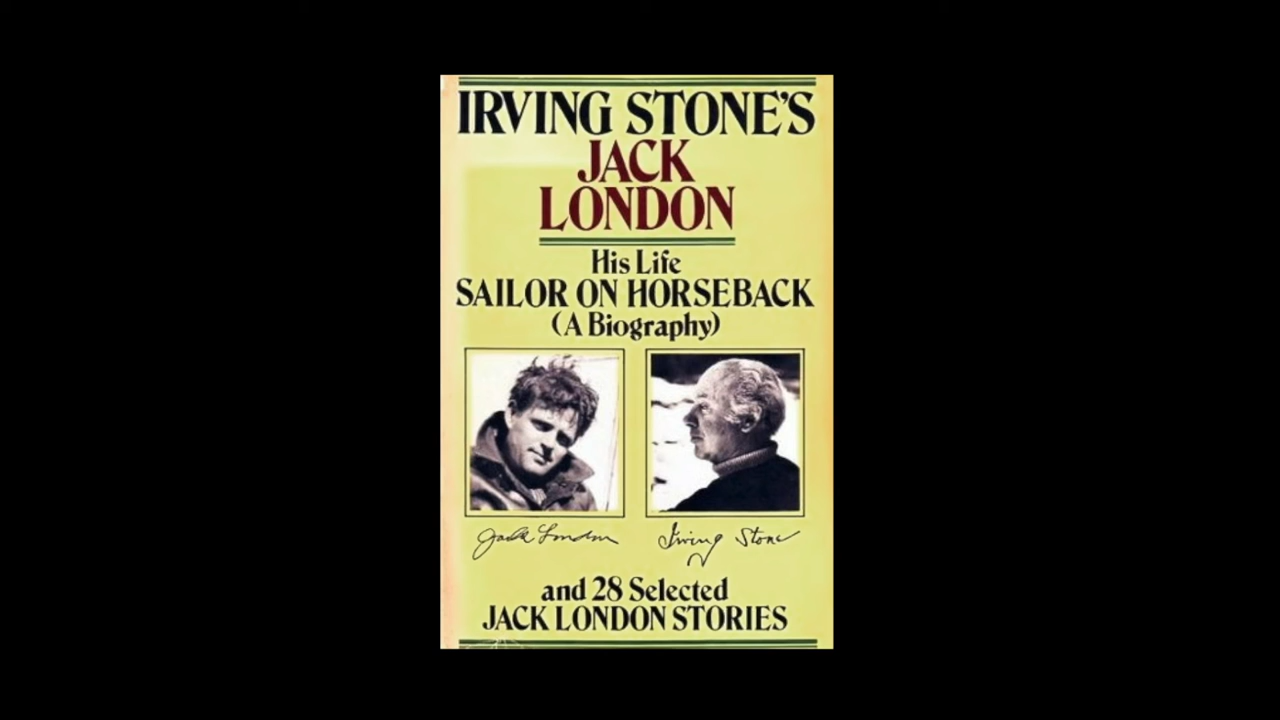 IRVING STONE'S
JACK
LONDON
His Life
SAILOR ON HORSEBACK
(A Biography)
Jack London
Irving Stone
and 28 Selected
JACK LONDON STORIES